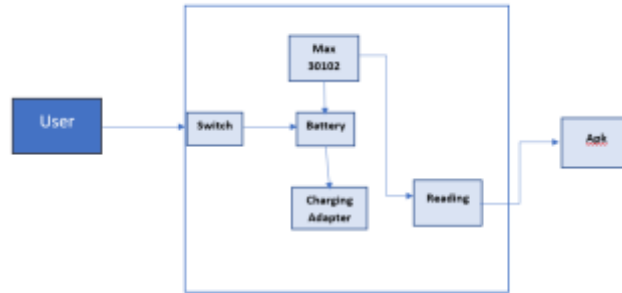 Max
30102
User
Switch
Battery
Apk
Charging
Adapter
Reading